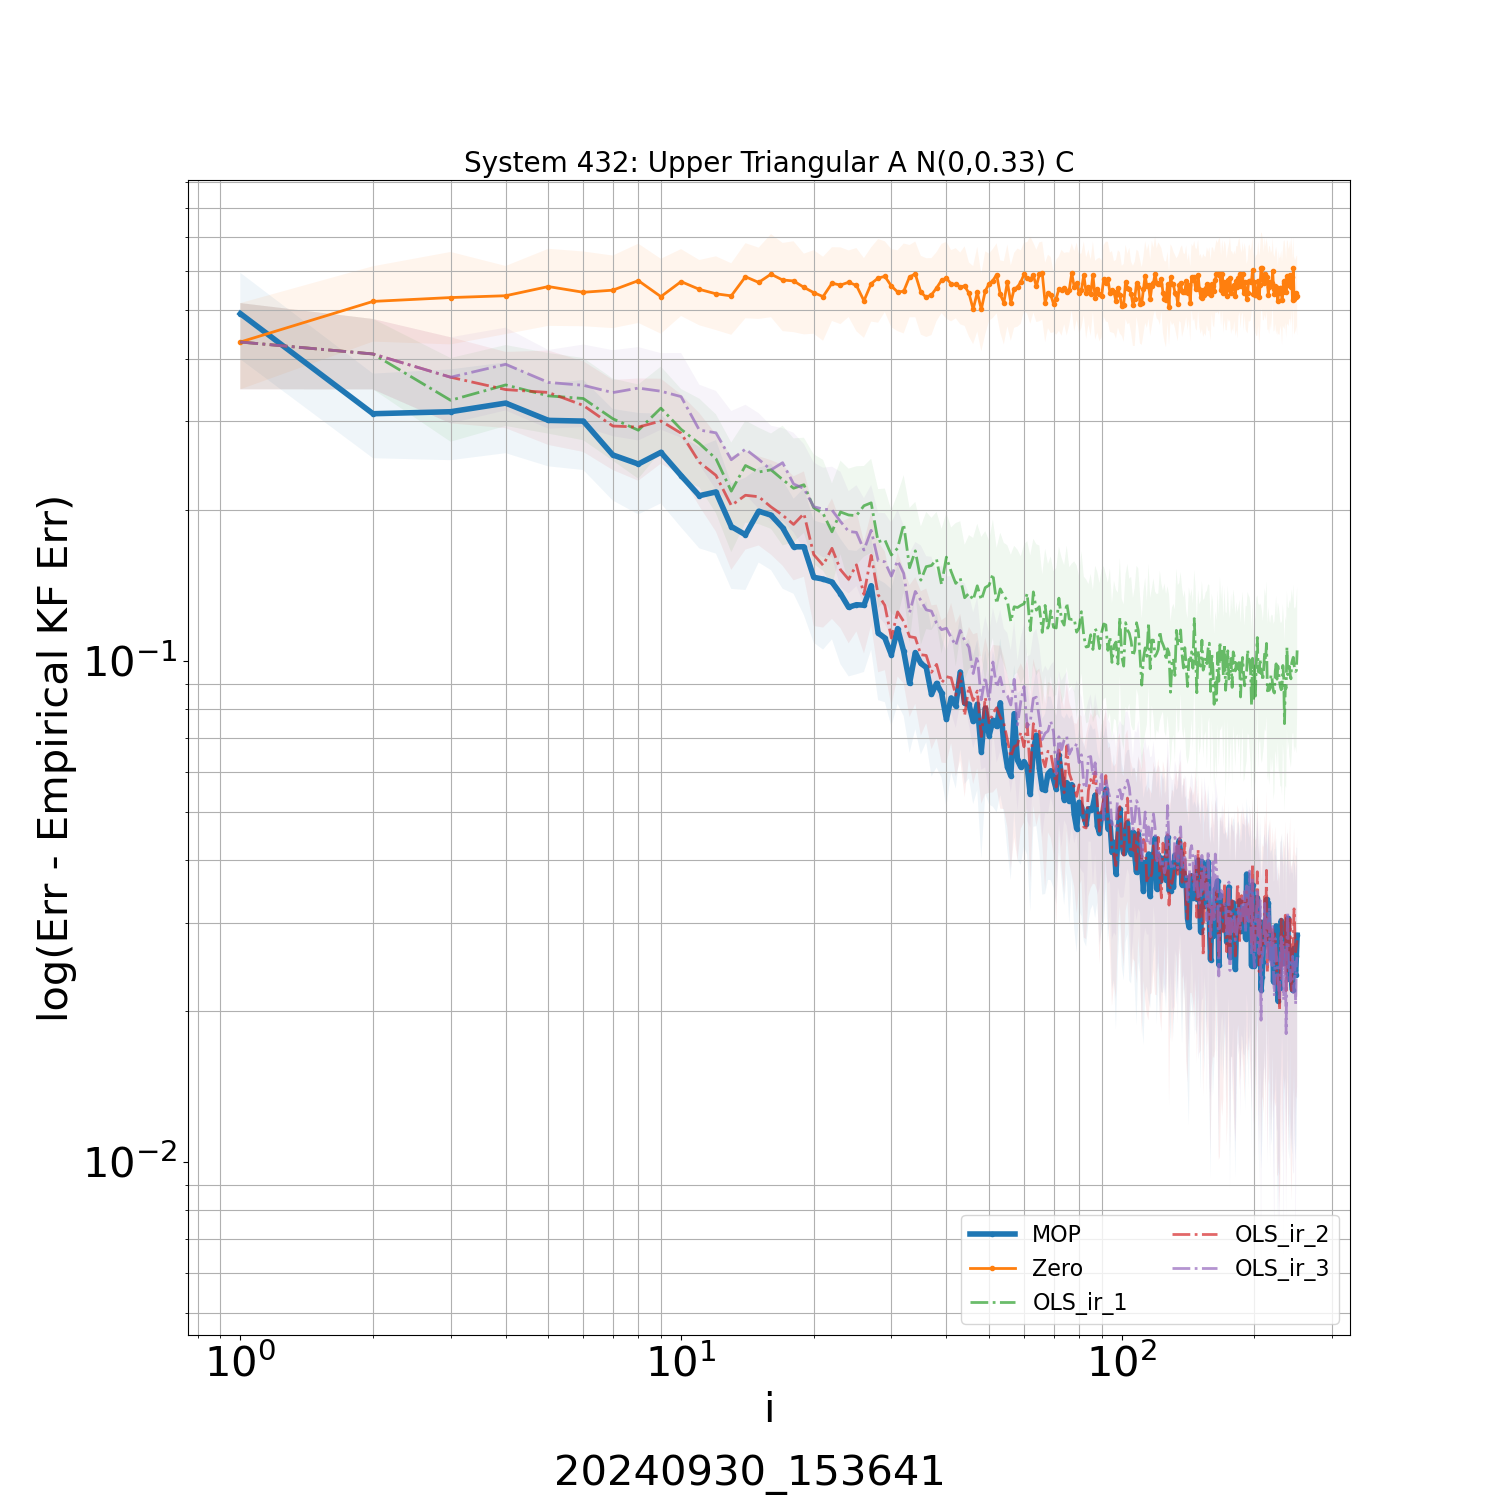 System 432: Upper Triangular A N(0,0.33) C
log(Err - Empirical KF Err)
10⁻¹
10⁻²
MOP
Zero
OLS_ir_1
OLS_ir_2
OLS_ir_3
10⁰
10¹
10²
i
20240930_153641